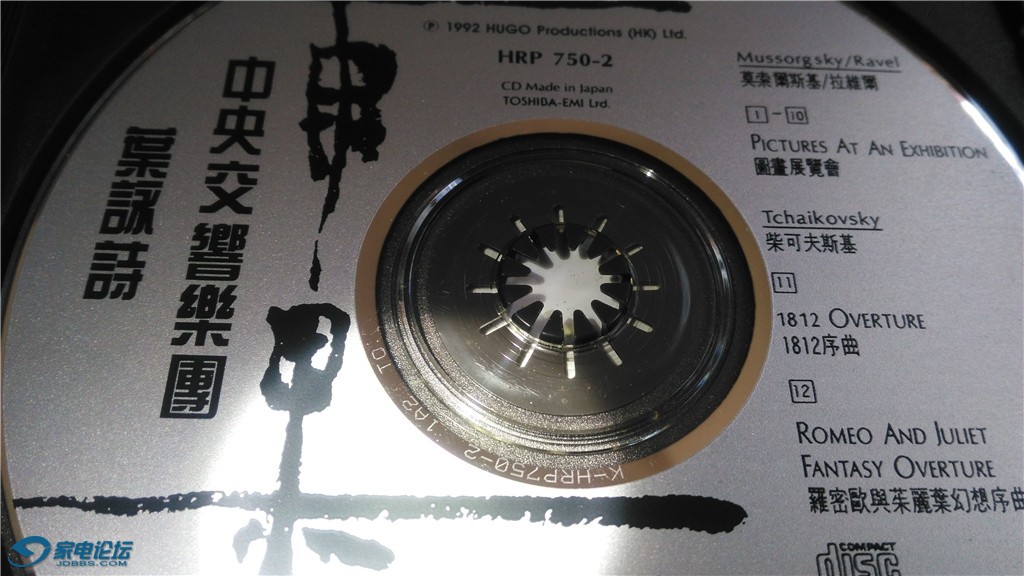 ℗ 1992 HUGO Productions (HK) Ltd.
HRP 750-2
CD Made in Japan
TOSHIBA-EMI Ltd.
中央交響樂團
葉詠詩
Mussorgsky/Ravel
莫索爾斯基/拉維爾
1-10
PICTURES AT AN EXHIBITION
圖畫展覽會
Tchaikovsky
柴可夫斯基
11
1812 OVERTURE
1812序曲
12
ROMEO AND JULIET
FANTASY OVERTURE
羅密歐與茱麗葉幻想序曲
COMPACT
disc
K-HRP750-2 1A2 TO
家电论坛
JDBBS.COM